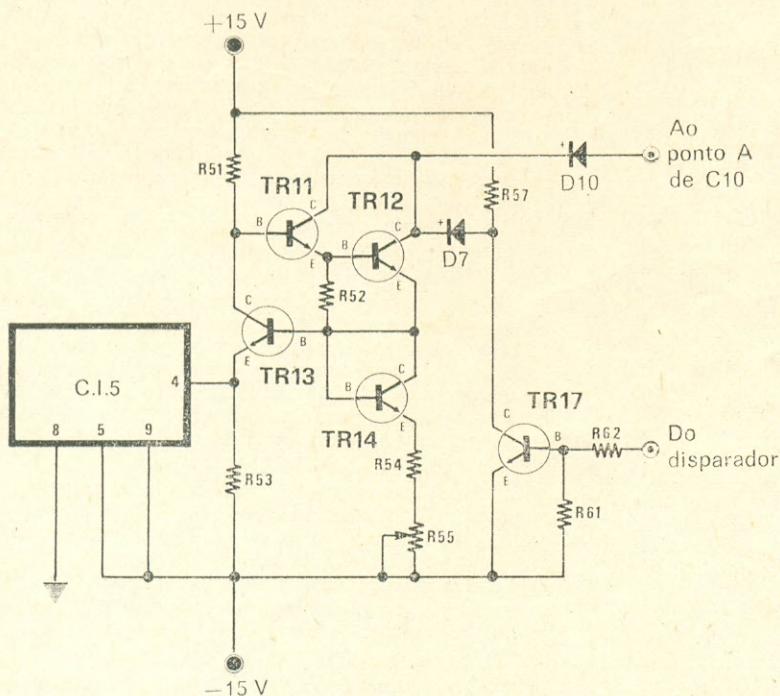 +15 V
R51
TR11
C
B
E
TR12
C
B
E
R52
D10
Ao
ponto A
de C10
R57
D7
C
B
E
TR13
C.I.5
4
8
5
9
C
B
E
TR14
TR17
C
B
E
R62
Do
disparador
R54
R53
R55
R61
−15 V
+
+